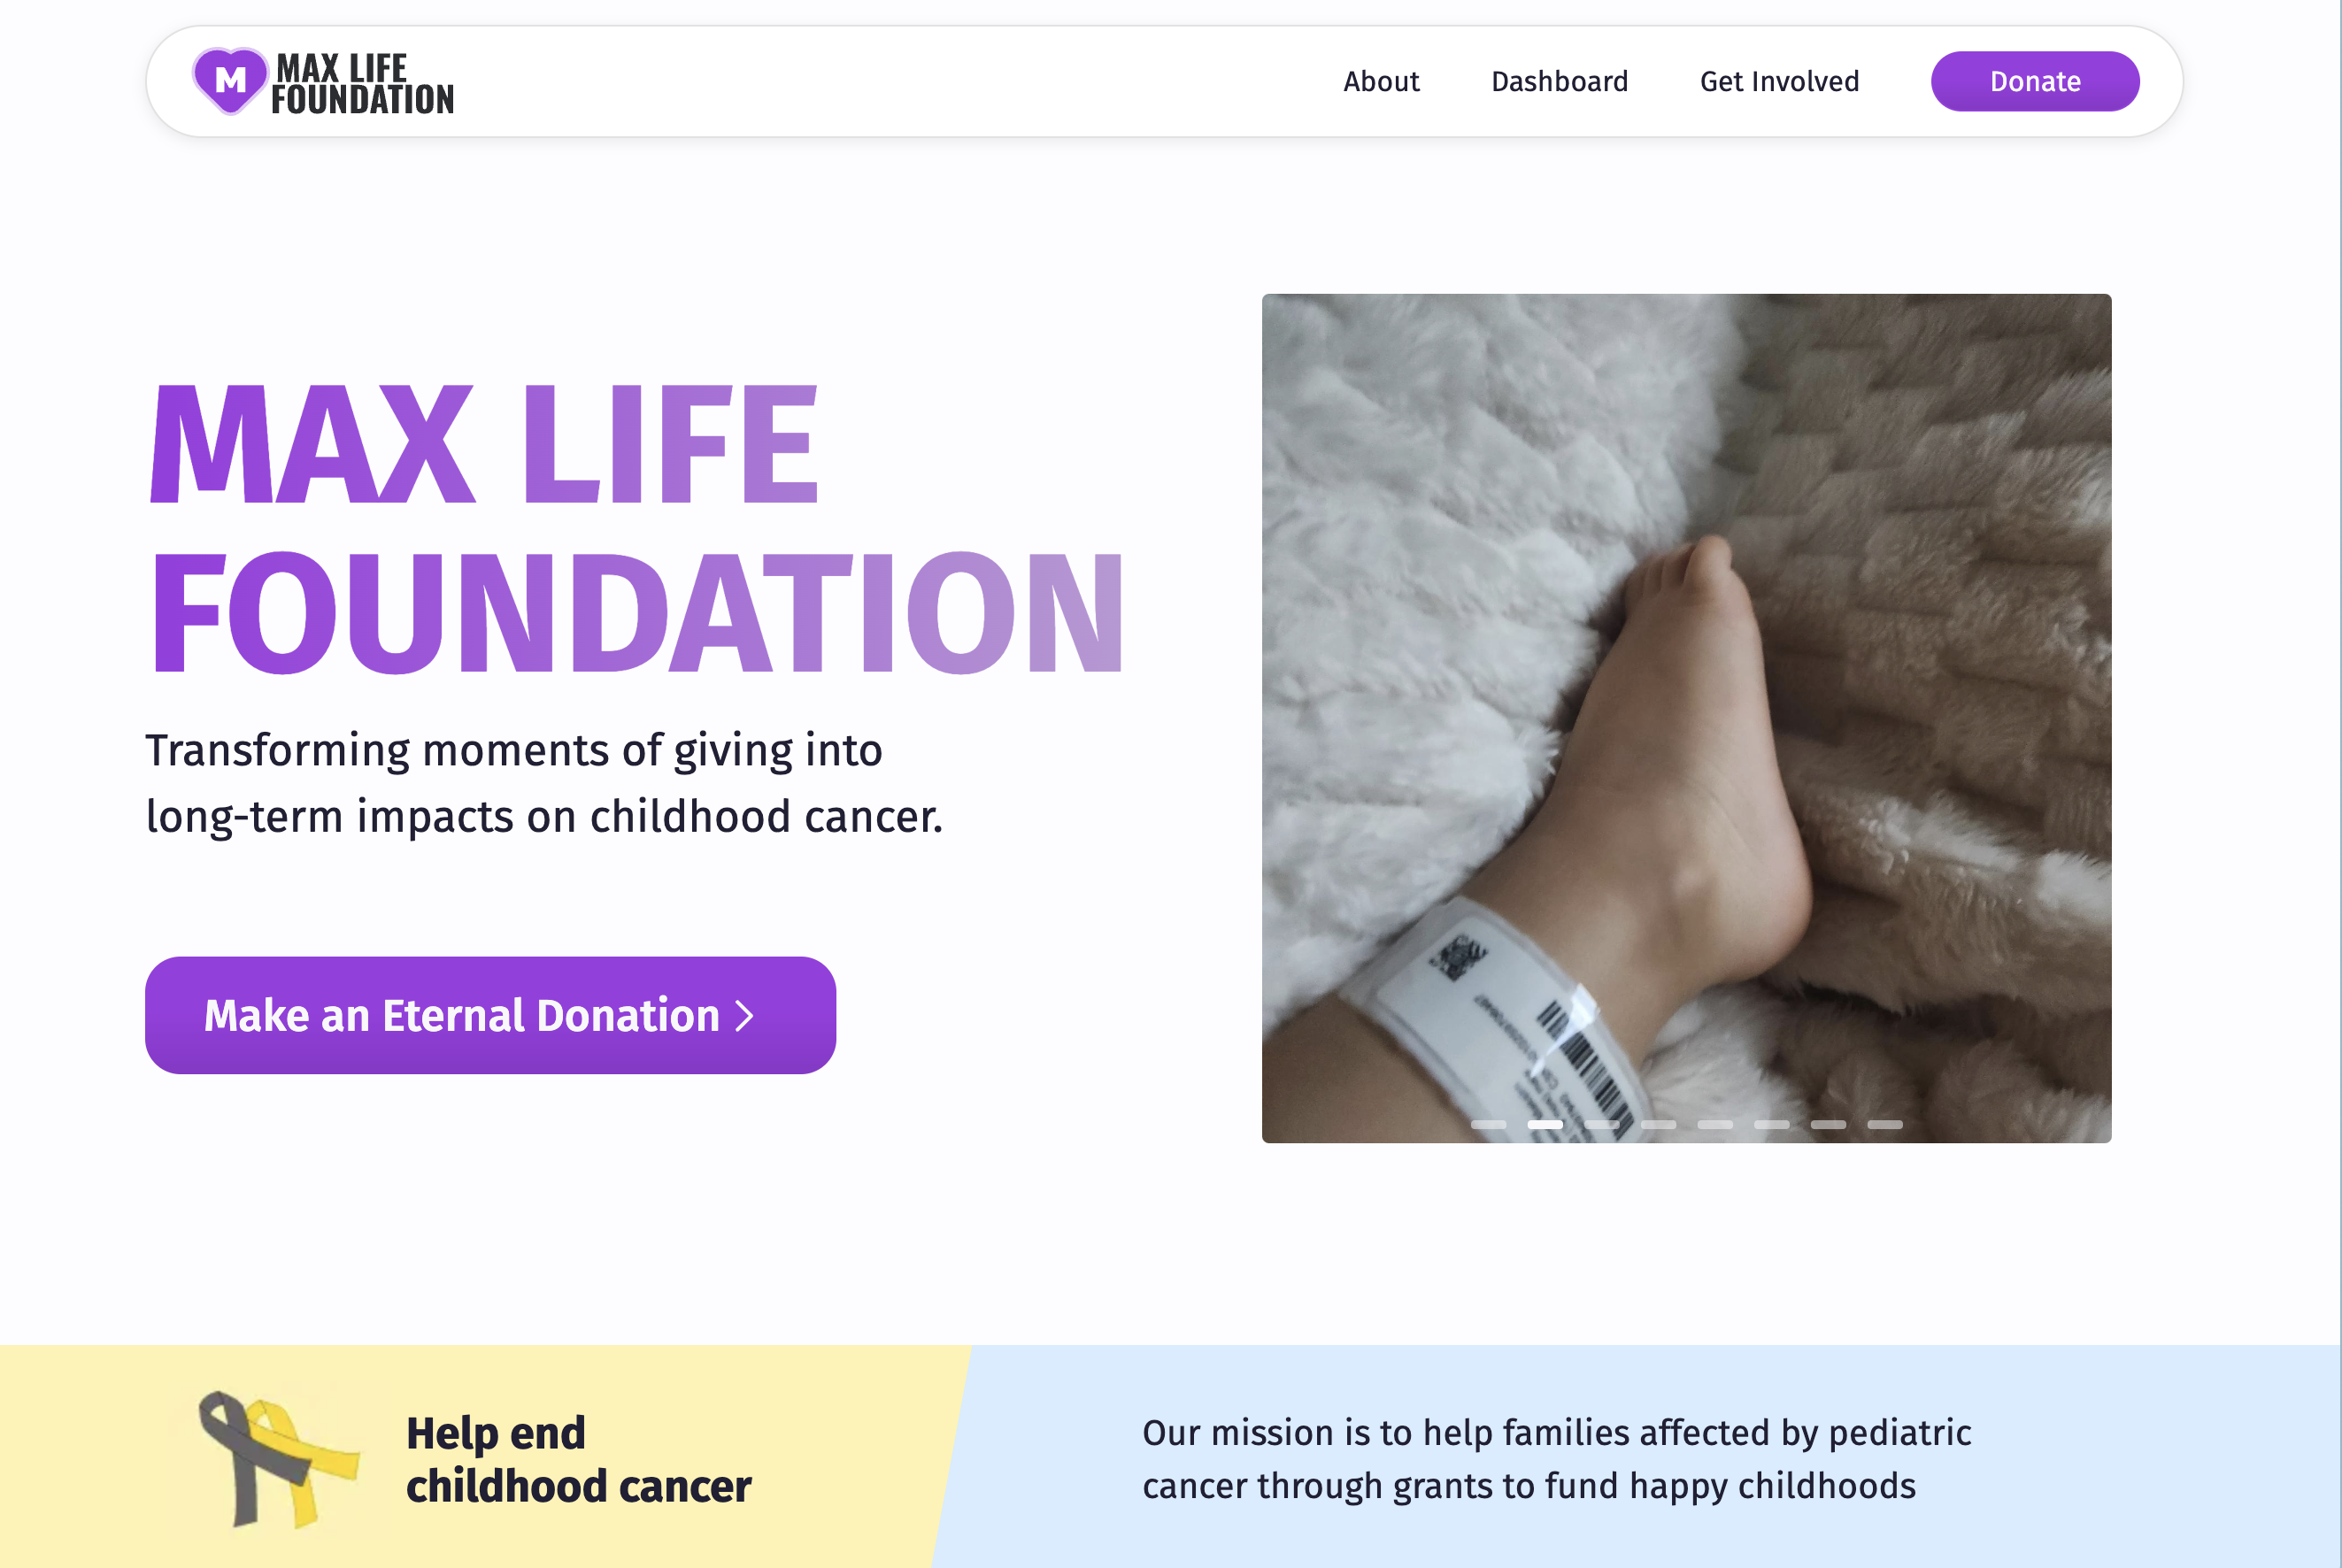 M
MAX LIFE
FOUNDATION
About
Dashboard
Get Involved
Donate
MAX LIFE
FOUNDATION
Transforming moments of giving into
long-term impacts on childhood cancer.
Make an Eternal Donation
Help end
childhood cancer
Our mission is to help families affected by pediatric
cancer through grants to fund happy childhoods